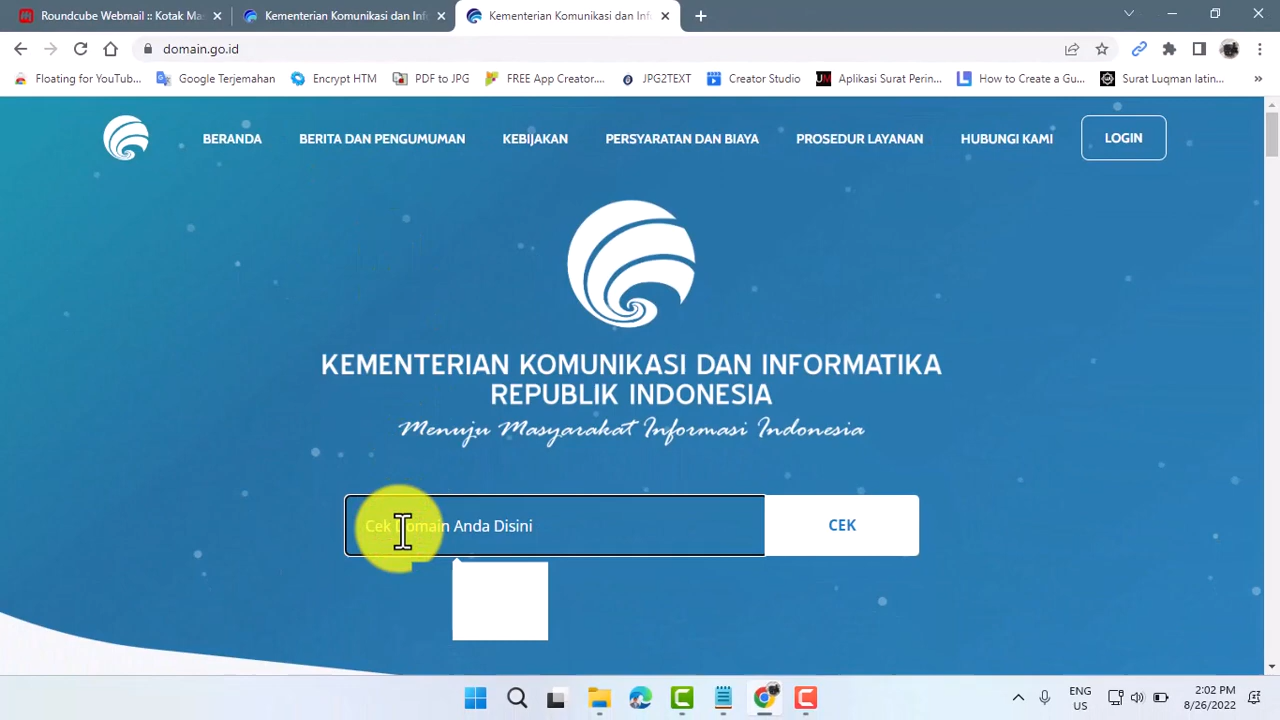 Roundcube Webmail :: Kotak Ma
Kementerian Komunikasi dan Inf
Kementerian Komunikasi dan Inf
domain.go.id
Floating for YouTub...
Google Terjemahan
Encrypt HTM
PDF to JPG
FREE App Creator....
JPG2TEXT
Creator Studio
Aplikasi Surat Perin...
How to Create a Gu...
Surat Luqman latin...
BERANDA
BERITA DAN PENGUMUMAN
KEBIJAKAN
PERSYARATAN DAN BIAYA
PROSEDUR LAYANAN
HUBUNGI KAMI
LOGIN
KEMENTERIAN KOMUNIKASI DAN INFORMATIKA
REPUBLIK INDONESIA
Menuju Masyarakat Informasi Indonesia
Cek Domain Anda Disini
CEK
ENG
US
2:02 PM
8/26/2022